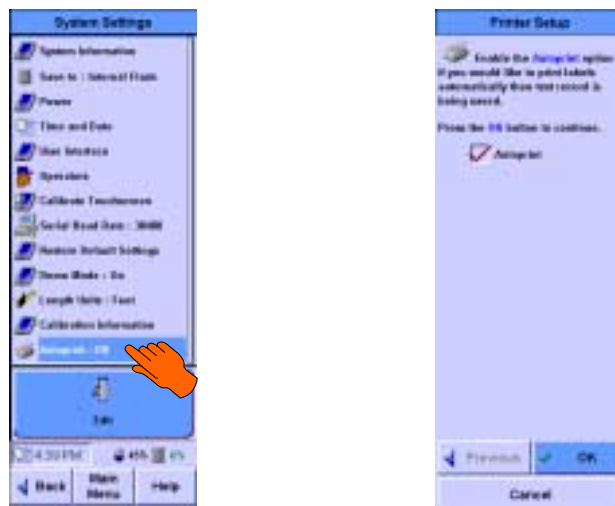 System Settings
System Information
Save to : Internal Flash
Power
Time and Date
User Interface
Operators
Calibrate Touchscreen
Serial Baud Rate : 38400
Restore Default Settings
Demo Mode : On
Length Units : Feet
Calibration Information
Autoprint : Off
Edit
4:30 PM
Back
Main
Menu
Help
Printer Setup
Enable the Autoprint option
if you would like to print labels
automatically then test record is
being saved.
Press the OK button to continue.
Autoprint
Previous
OK
Cancel